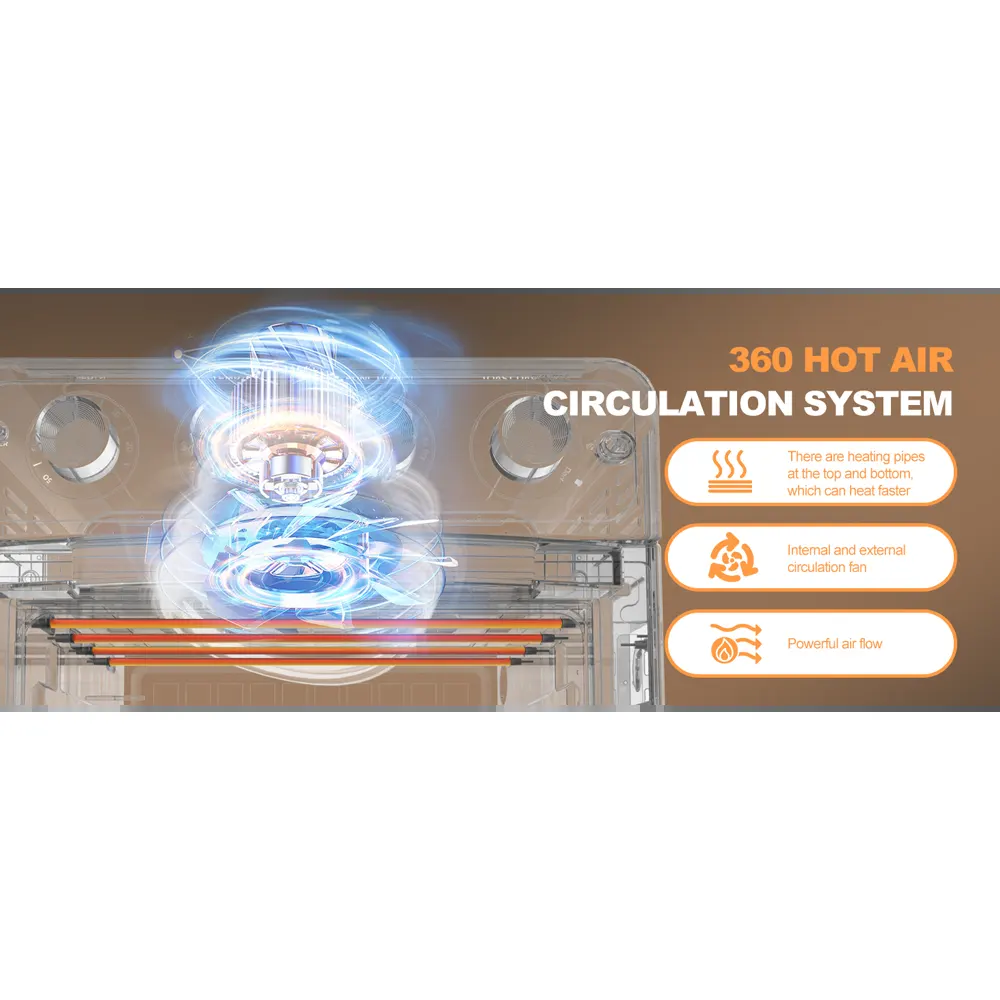 360 HOT AIR
CIRCULATION SYSTEM
There are heating pipes
at the top and bottom,
which can heat faster
Internal and external
circulation fan
Powerful air flow